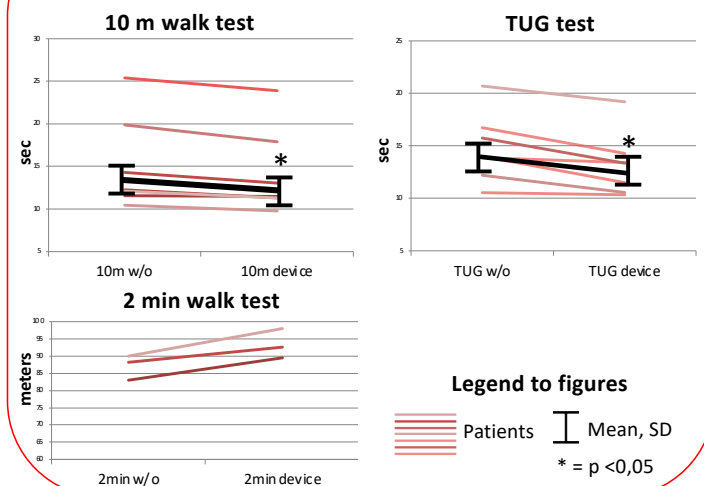 10 m walk test
30
25
20
15
10
5
sec
*
10m w/o 10m device
TUG test
25
20
15
10
5
sec
*
TUG w/o TUG device
2 min walk test
100
95
90
85
80
75
70
65
60
meters
2min w/o 2min device
Legend to figures
Patients Mean, SD
* = p <0,05